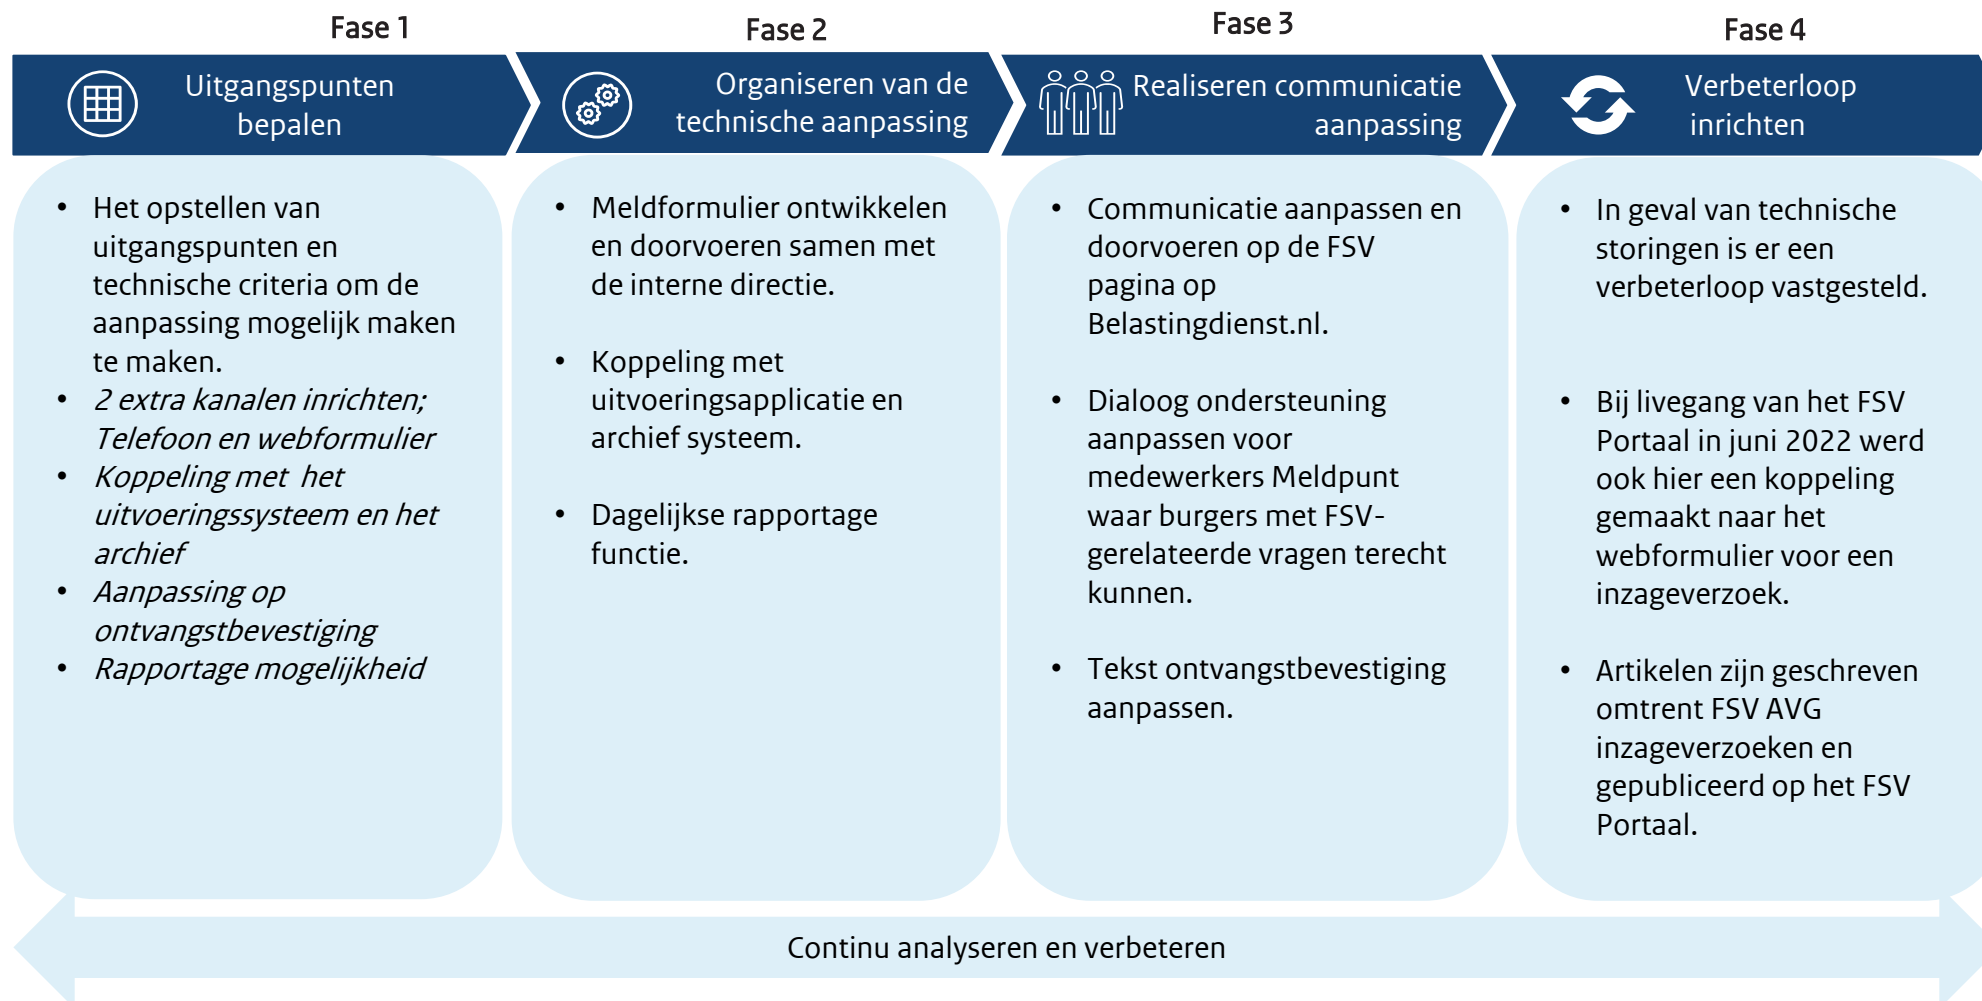 Fase 1
Uitgangspunten
bepalen
• Het opstellen van
uitgangspunten en
technische criteria om de
aanpassing mogelijk maken
te maken.
• 2 extra kanalen inrichten;
Telefoon en webformulier
• Koppeling met het
uitvoeringssysteem en het
archief
• Aanpassing op
ontvangstbevestiging
• Rapportage mogelijkheid
Fase 2
Organiseren van de
technische aanpassing
• Meldformulier ontwikkelen
en doorvoeren samen met
de interne directie.
• Koppeling met
uitvoeringsapplicatie en
archief systeem.
• Dagelijkse rapportage
functie.
Fase 3
Realiseren communicatie
aanpassing
• Communicatie aanpassen en
doorvoeren op de FSV
pagina op
Belastingdienst.nl.
• Dialoog ondersteuning
aanpassen voor
medewerkers Meldpunt
waar burgers met FSV-
gerelateerde vragen terecht
kunnen.
• Tekst ontvangstbevestiging
aanpassen.
Fase 4
Verbeterloop
inrichten
• In geval van technische
storingen is er een
verbeterloop vastgesteld.
• Bij livegang van het FSV
Portaal in juni 2022 werd
ook hier een koppeling
gemaakt naar het
webformulier voor een
inzageverzoek.
• Artikelen zijn geschreven
omtrent FSV AVG
inzageverzoeken en
gepubliceerd op het FSV
Portaal.
Continu analyseren en verbeteren